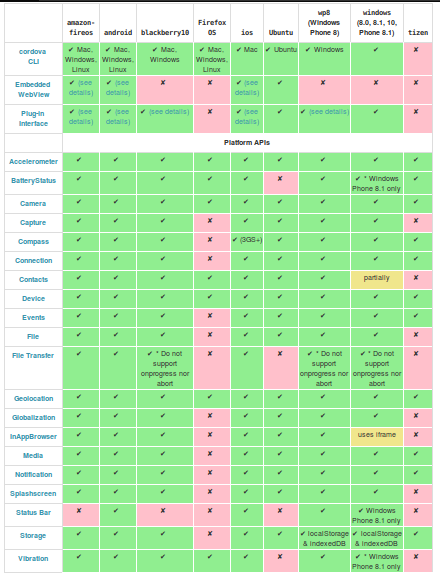 wp8 windows
amazon- Firefox (Windows (8.0, 8.1, 10,
fireos android blackberry10 OS ios Ubuntu Phone 8) Phone 8.1) tizen
cordova ✔ Mac, ✔ Mac, ✔ Mac, ✔ Mac, ✔ Mac ✔ Ubuntu ✔ Windows ✔ ✘
CLI Windows, Windows, Windows Windows,
Linux Linux Linux
Embedded ✔ (see ✔ (see ✘ ✘ ✔ (see ✔ ✘ ✘ ✘
WebView details) details) details)
Plug-in ✔ (see ✔ (see ✔ (see details) ✘ ✔ (see ✔ ✔ (see details) ✔ ✘
Interface details) details) details)
Platform APIs
Accelerometer ✔ ✔ ✔ ✔ ✔ ✔ ✔ ✔ ✔
BatteryStatus ✔ ✔ ✔ ✔ ✔ ✘ ✔ ✔ * Windows ✔
Phone 8.1 only
Camera ✔ ✔ ✔ ✔ ✔ ✔ ✔ ✔ ✔
Capture ✔ ✔ ✔ ✘ ✔ ✔ ✔ ✔ ✘
Compass ✔ ✔ ✔ ✘ ✔ (3GS+) ✔ ✔ ✔ ✔
Connection ✔ ✔ ✔ ✘ ✔ ✔ ✔ ✔ ✔
Contacts ✔ ✔ ✔ ✔ ✔ ✔ ✔ partially ✘
Device ✔ ✔ ✔ ✔ ✔ ✔ ✔ ✔ ✔
Events ✔ ✔ ✔ ✘ ✔ ✔ ✔ ✔ ✔
File ✔ ✔ ✔ ✘ ✔ ✔ ✔ ✔ ✘
File Transfer ✔ ✔ ✔ * Do not ✘ ✔ ✘ ✔ * Do not ✔ * Do not ✘
support support support
onprogress nor onprogress nor onprogress nor
abort abort abort
Geolocation ✔ ✔ ✔ ✔ ✔ ✔ ✔ ✔ ✔
Globalization ✔ ✔ ✔ ✘ ✔ ✔ ✔ ✔ ✘
InAppBrowser ✔ ✔ ✔ ✘ ✔ ✔ ✔ uses iframe ✘
Media ✔ ✔ ✔ ✘ ✔ ✔ ✔ ✔ ✔
Notification ✔ ✔ ✔ ✘ ✔ ✔ ✔ ✔ ✔
Splashscreen ✔ ✔ ✔ ✘ ✔ ✔ ✔ ✔ ✘
Status Bar ✘ ✔ ✘ ✘ ✔ ✘ ✔ ✔ Windows ✘
Phone 8.1 only
Storage ✔ ✔ ✔ ✘ ✔ ✔ ✔ localStorage ✔ localStorage ✔
& indexedDB & indexedDB
Vibration ✔ ✔ ✔ ✔ ✔ ✘ ✔ ✔ * Windows ✘
Phone 8.1 only